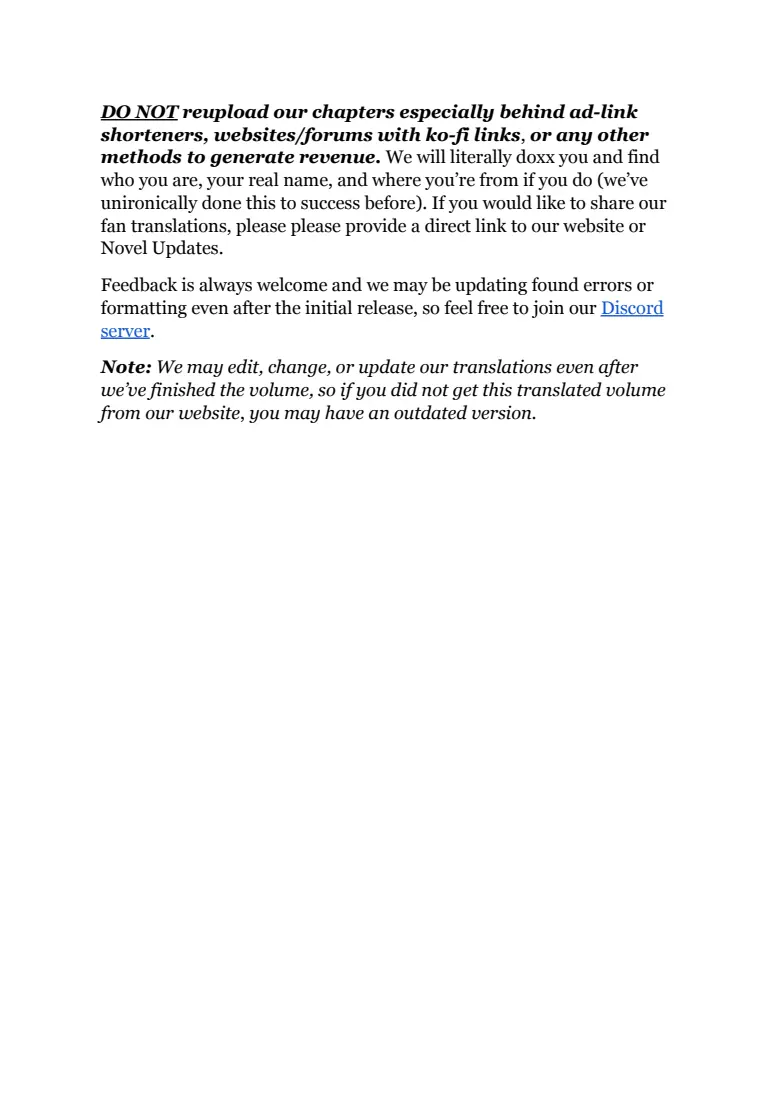 DO NOT reupload our chapters especially behind ad-link
shorteners, websites/forums with ko-fi links, or any other
methods to generate revenue. We will literally doxx you and find
who you are, your real name, and where you’re from if you do (we’ve
unironically done this to success before). If you would like to share our
fan translations, please please provide a direct link to our website or
Novel Updates.
Feedback is always welcome and we may be updating found errors or
formatting even after the initial release, so feel free to join our Discord
server.
Note: We may edit, change, or update our translations even after
we’ve finished the volume, so if you did not get this translated volume
from our website, you may have an outdated version.